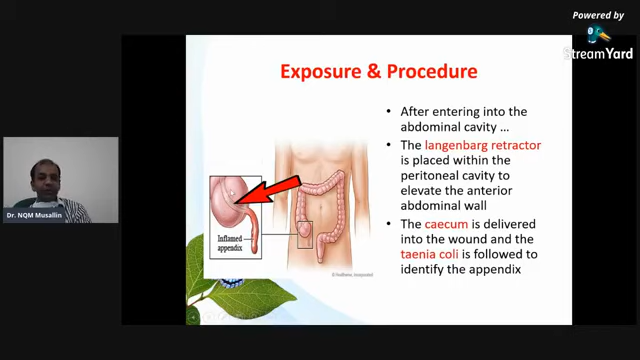 Powered by
StreamYard
Exposure & Procedure
• After entering into the
abdominal cavity …
• The langenbarg retractor
is placed within the
peritoneal cavity to
elevate the anterior
abdominal wall
• The caecum is delivered
into the wound and the
taenia coli is followed to
identify the appendix
Inflamed
appendix
Dr. NQM Musallin